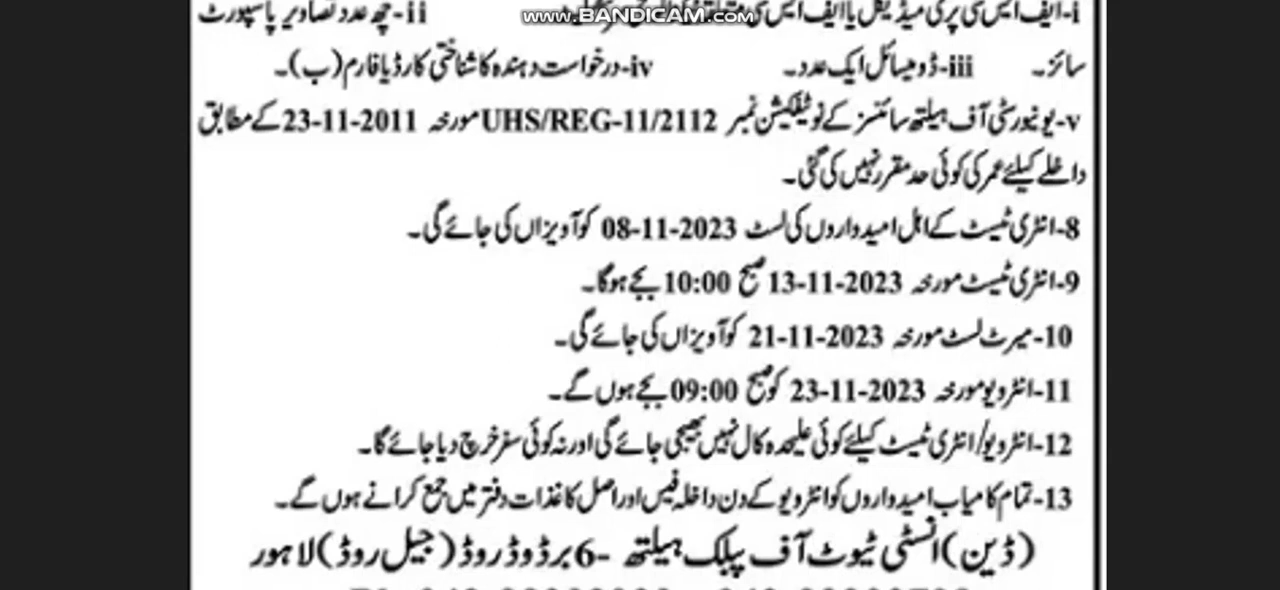 www.BANDICAM.com
i-ایف ایس سی پری میڈیکل یا ایف ایس سی ii-چھ عدد تصاویر پاسپورٹ
سائز۔ iii-ڈومیسائل ایک عدد۔ iv-درخواست دہندہ کا شناختی کارڈ یا فارم (ب)۔
v-یونیورسٹی آف ہیلتھ سائنسز کے نوٹیفکیشن نمبر UHS/REG-11/2112 مورخہ 23-11-2011 کے مطابق
داخلے کیلئے عمر کی کوئی حد مقرر نہیں کی گئی۔
8-انٹری ٹیسٹ کے اہل امیدواروں کی لسٹ 08-11-2023 کو آویزاں کی جائے گی۔
9-انٹری ٹیسٹ مورخہ 13-11-2023 صبح 10:00 بجے ہوگا۔
10-میرٹ لسٹ مورخہ 21-11-2023 کو آویزاں کی جائے گی۔
11-انٹرویو مورخہ 23-11-2023 کو صبح 09:00 بجے ہوں گے۔
12-انٹرویو/انٹری ٹیسٹ کیلئے کوئی علیحدہ کال نہیں بھیجی جائے گی اور نہ کوئی سفر خرچ دیا جائے گا۔
13-تمام کامیاب امیدواروں کو انٹرویو کے دن داخلہ فیس اور اصل کاغذات دفتر میں جمع کرانے ہوں گے۔
(ڈین) انسٹی ٹیوٹ آف پبلک ہیلتھ -6 برڈوڈ روڈ (جیل روڈ) لاہور